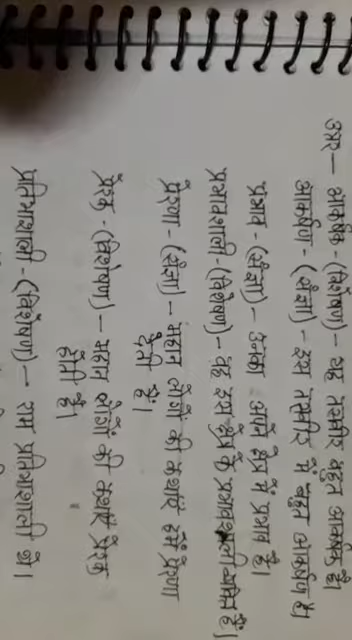 उत्तर— आकर्षक - (विशेषण) — यह तस्वीर बहुत आकर्षक है।
आकर्षण - (संज्ञा) — इस तस्वीर में बहुत आकर्षण है।
प्रभाव - (संज्ञा) — उनका अपने क्षेत्र में प्रभाव है।
प्रभावशाली - (विशेषण) — वह इस क्षेत्र के प्रभावशाली व्यक्ति हैं।
प्रेरणा - (संज्ञा) — महान लोगों की कथाएँ हमें प्रेरणा
देती है।
प्रेरक - (विशेषण) — महान लोगों की कथाएँ प्रेरक
होती है।
प्रतिभाशाली - (विशेषण) — राम प्रतिभाशाली थे।